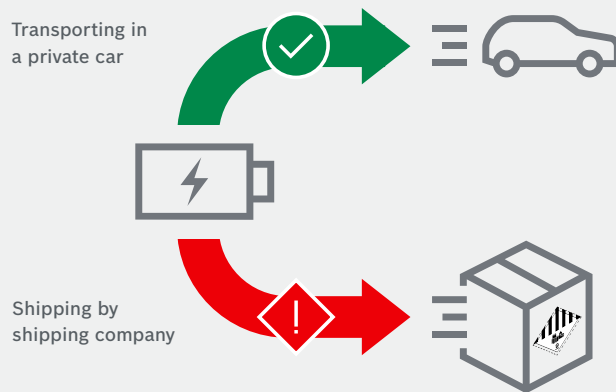 Transporting in
a private car
Shipping by
shipping company